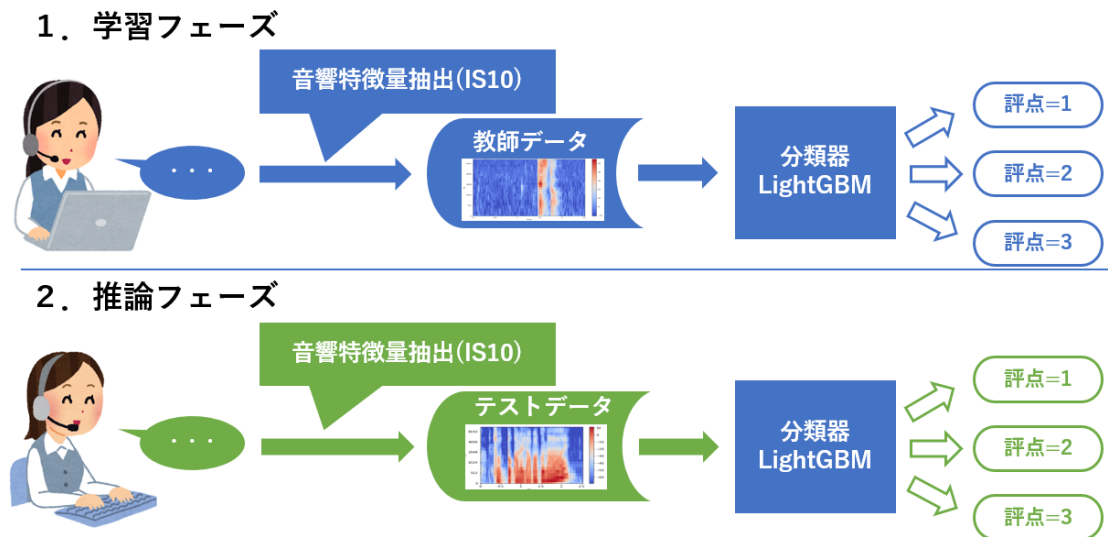 1．学習フェーズ
音響特徴量抽出(IS10)
・・・
教師データ
分類器
LightGBM
評点=1
評点=2
評点=3
2．推論フェーズ
音響特徴量抽出(IS10)
・・・
テストデータ
分類器
LightGBM
評点=1
評点=2
評点=3